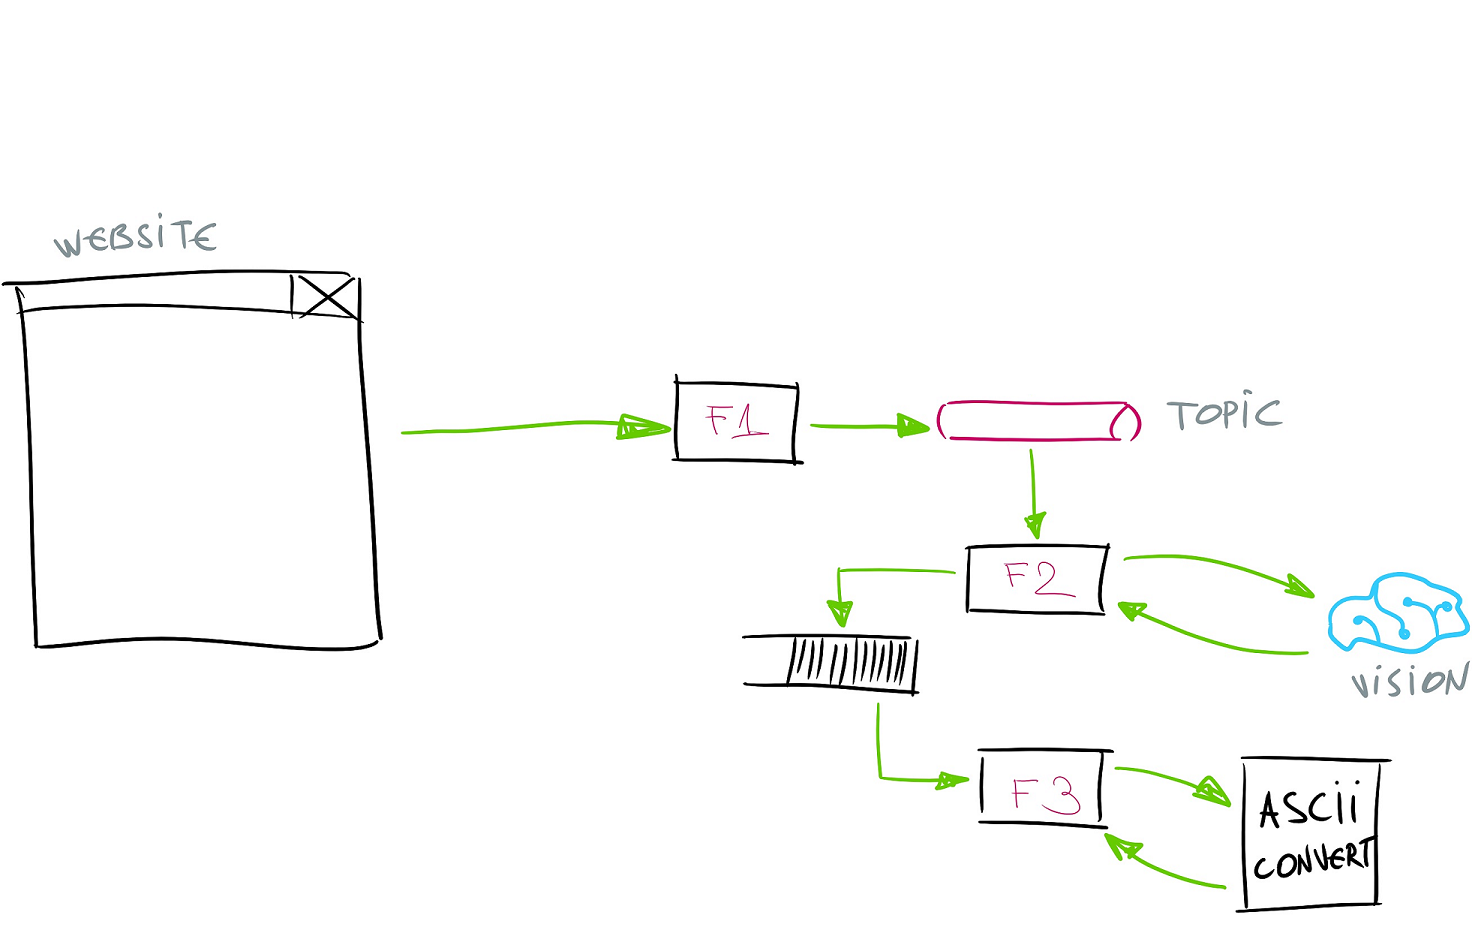 WEBSiTE
F1
TOPiC
F2
ViSiON
F3
ASCii
CONVERT